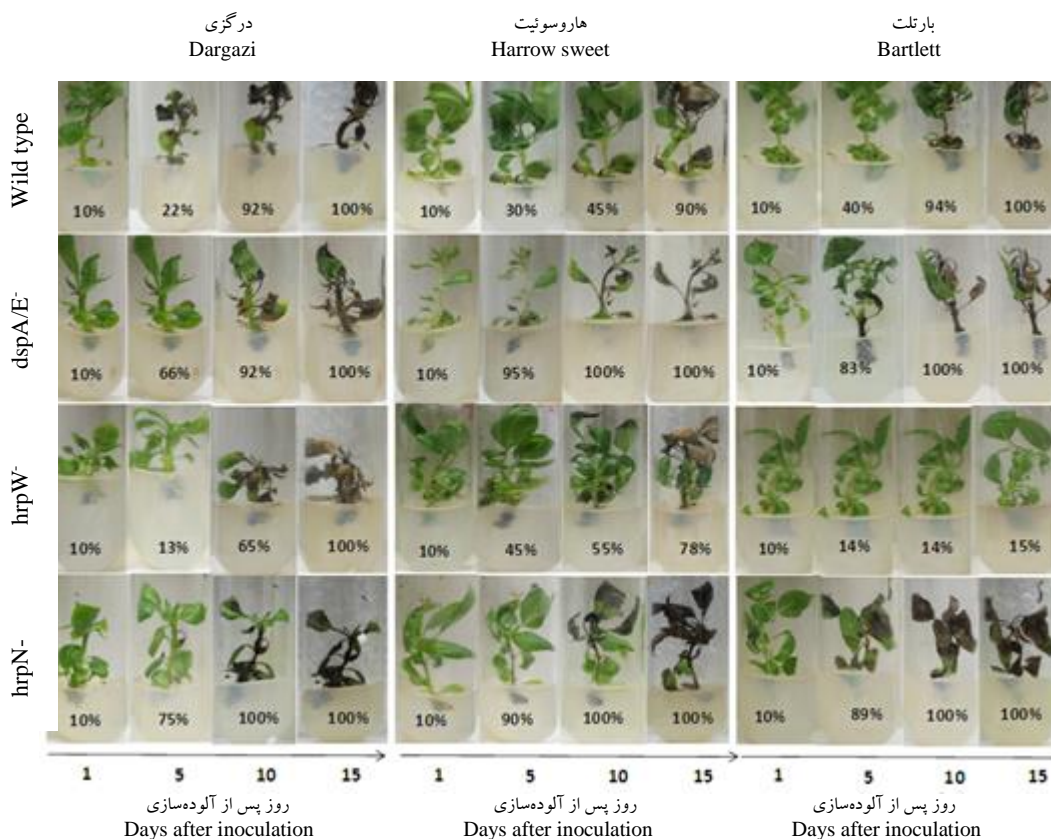 درگزی
Dargazi
هاروسوئیت
Harrow sweet
بارتلت
Bartlett
Wild type
10% 22% 92% 100% 10% 30% 45% 90% 10% 40% 94% 100%
dspA/E-
10% 66% 92% 100% 10% 95% 100% 100% 10% 83% 100% 100%
hrpW-
10% 13% 65% 100% 10% 45% 55% 78% 10% 14% 14% 15%
hrpN-
10% 75% 100% 100% 10% 90% 100% 100% 10% 89% 100% 100%
1 5 10 15 1 5 10 15 1 5 10 15
روز پس از آلوده‌سازی
Days after inoculation
روز پس از آلوده‌سازی
Days after inoculation
روز پس از آلوده‌سازی
Days after inoculation